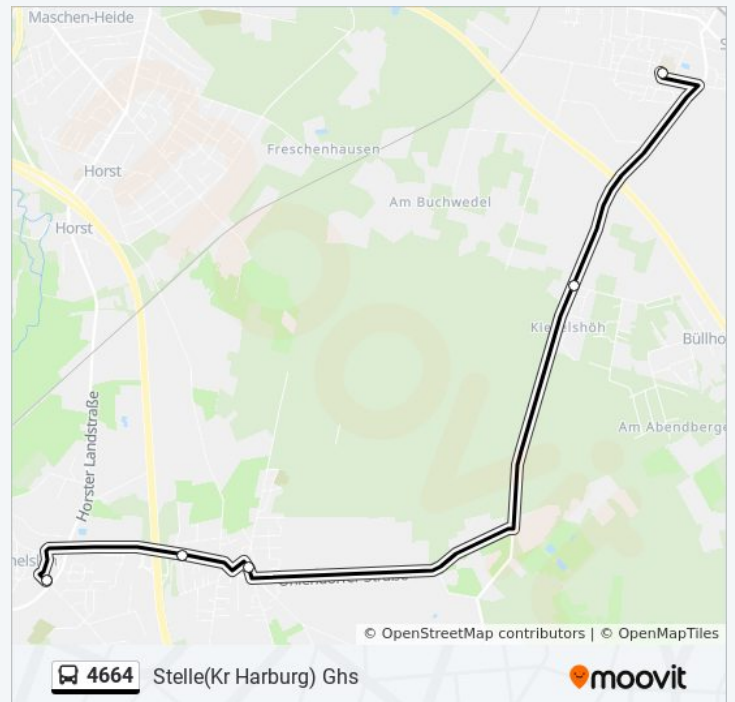 Maschen-Heide
Freschenhausen
Horst
Am Buchwedel
Horst
Büllho
Horster Landstraße
Am Abendberge
© OpenStreetMap contributors | © OpenMapTiles
4664 Stelle(Kr Harburg) Ghs
moovit